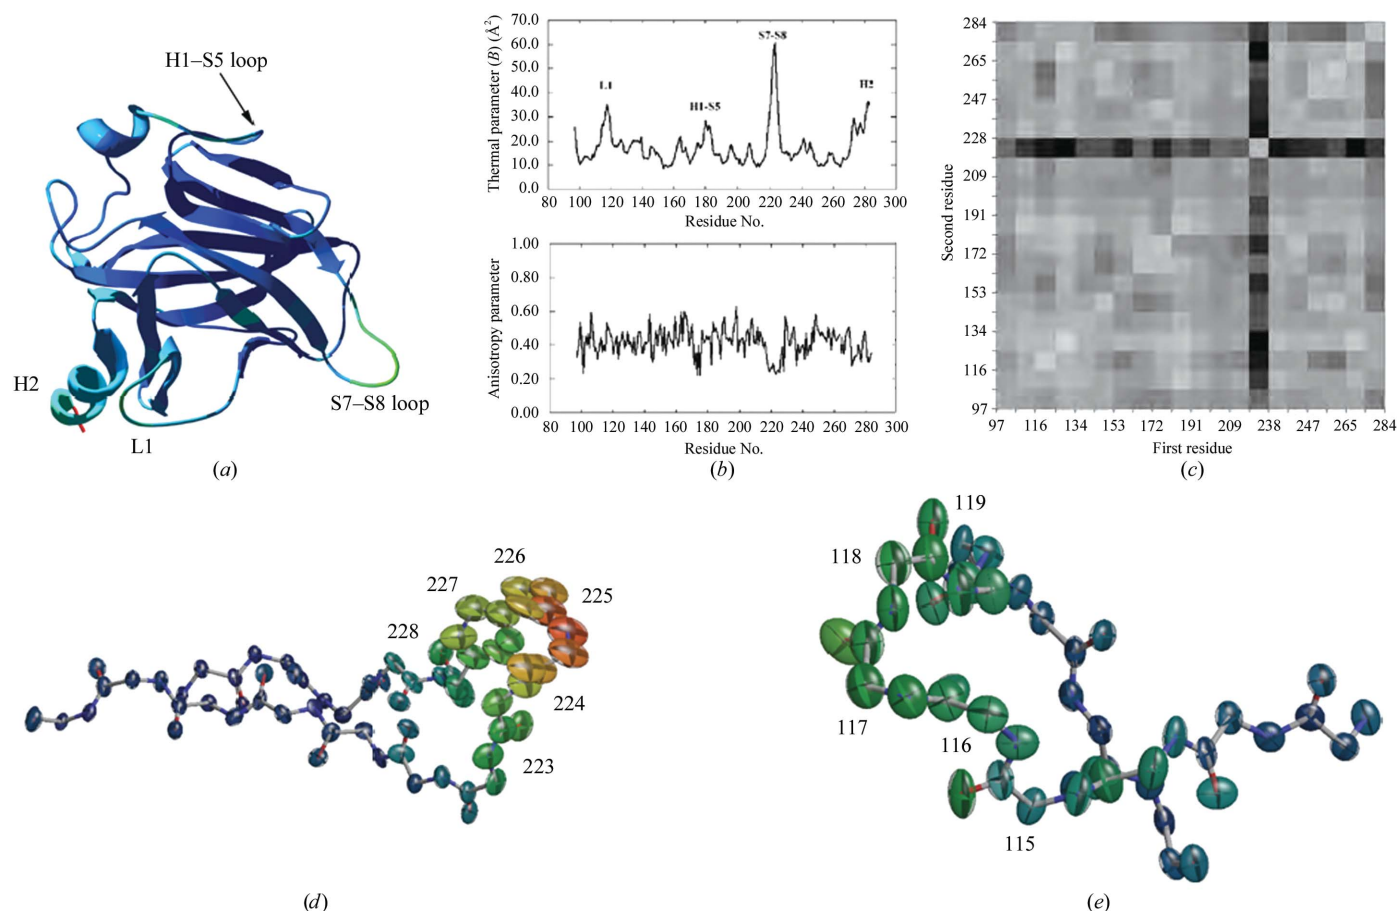 H1–S5 loop
H2
L1
S7–S8 loop
(a)
Thermal parameter (B) (Å²)
70.0
60.0
50.0
40.0
30.0
20.0
10.0
0.0
L1
H1-S5
S7-S8
H2
80 100 120 140 160 180 200 220 240 260 280 300
Residue No.
Anisotropy parameter
1.00
0.80
0.60
0.40
0.20
0.00
80 100 120 140 160 180 200 220 240 260 280 300
Residue No.
(b)
Second residue
284
265
247
228
209
191
172
153
134
116
97
97 116 134 153 172 191 209 238 247 265 284
First residue
(c)
226
227
225
228
224
223
(d)
119
118
117
116
115
(e)